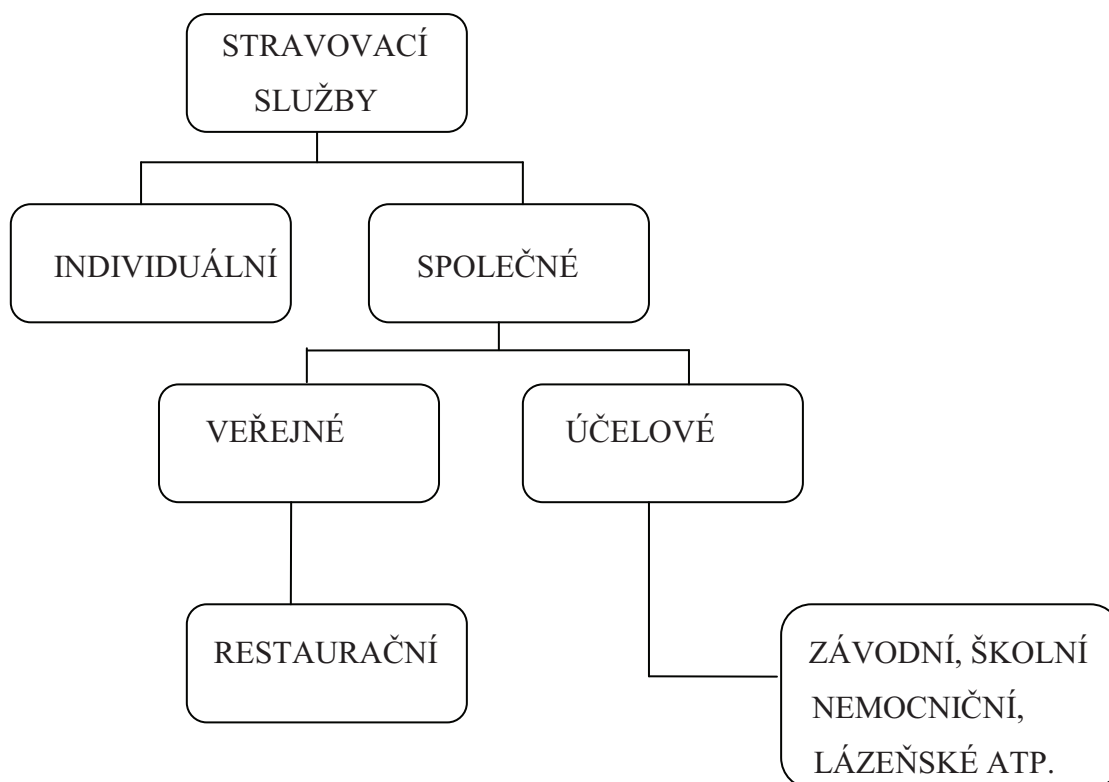 STRAVOVACÍ
SLUŽBY
INDIVIDUÁLNÍ
SPOLEČNÉ
VEŘEJNÉ
ÚČELOVÉ
RESTAURAČNÍ
ZÁVODNÍ, ŠKOLNÍ
NEMOCNIČNÍ,
LÁZEŇSKÉ ATP.